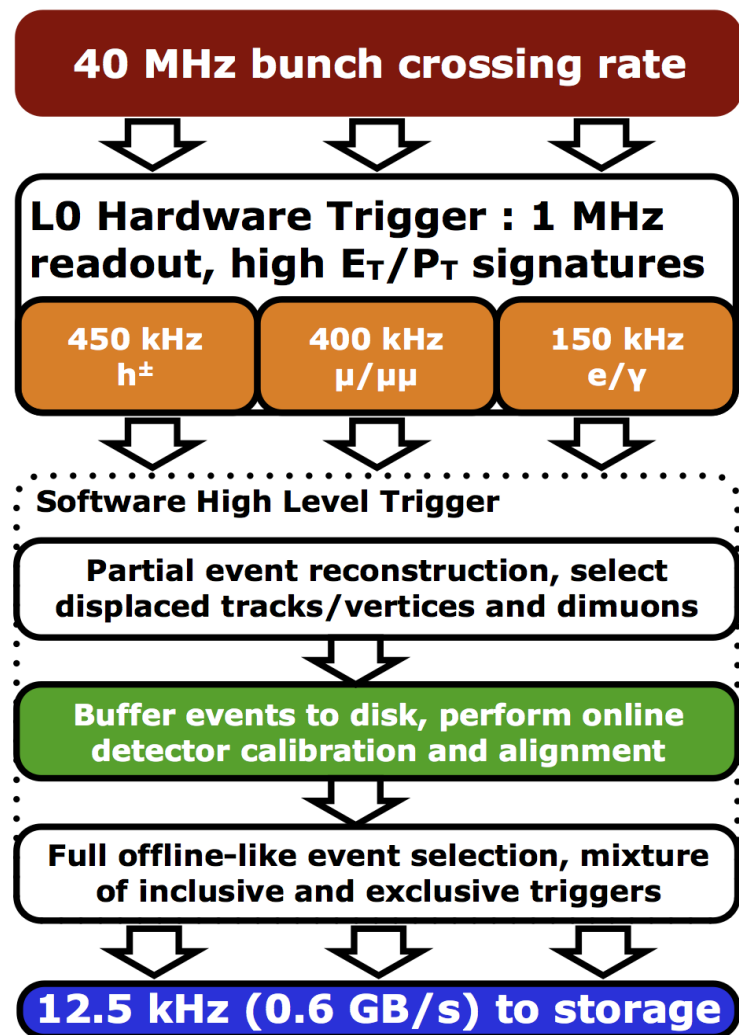 40 MHz bunch crossing rate
L0 Hardware Trigger : 1 MHz
readout, high E_T/P_T signatures
450 kHz
h±
400 kHz
μ/μμ
150 kHz
e/γ
Software High Level Trigger
Partial event reconstruction, select
displaced tracks/vertices and dimuons
Buffer events to disk, perform online
detector calibration and alignment
Full offline-like event selection, mixture
of inclusive and exclusive triggers
12.5 kHz (0.6 GB/s) to storage